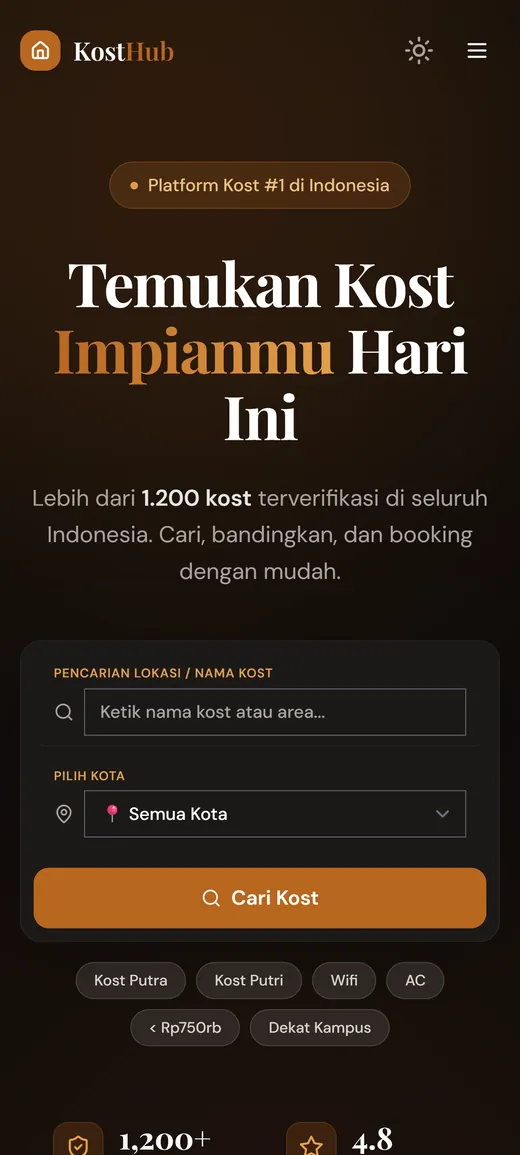 KostHub
Platform Kost #1 di Indonesia
Temukan Kost
Impianmu Hari
Ini
Lebih dari 1.200 kost terverifikasi di seluruh
Indonesia. Cari, bandingkan, dan booking
dengan mudah.
PENCARIAN LOKASI / NAMA KOST
Ketik nama kost atau area...
PILIH KOTA
📍 Semua Kota
Cari Kost
Kost Putra Kost Putri Wifi AC
< Rp750rb Dekat Kampus
1,200+ 4.8